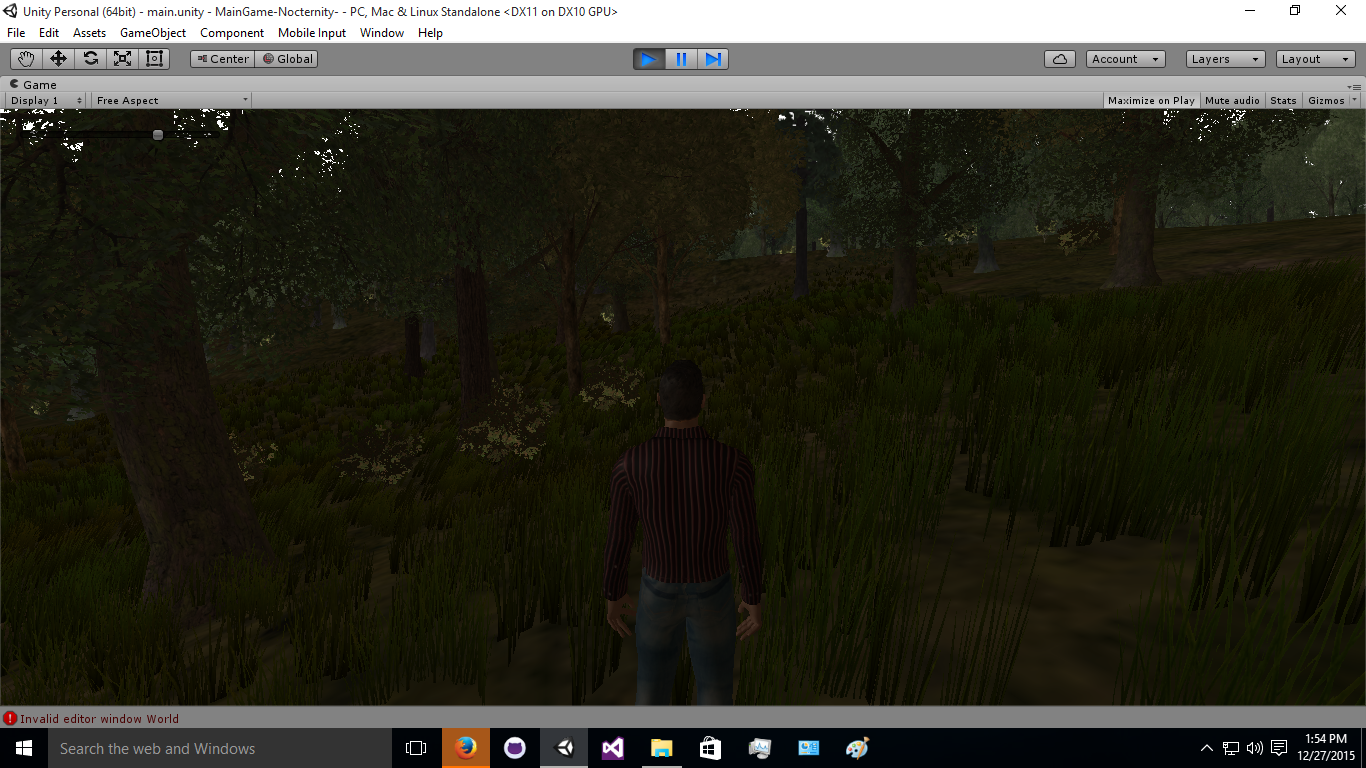 Unity Personal (64bit) - main.unity - MainGame-Nocternity- - PC, Mac & Linux Standalone <DX11 on DX10 GPU>
File Edit Assets GameObject Component Mobile Input Window Help
Center Global Account Layers Layout
Game
Display 1 Free Aspect Maximize on Play Mute audio Stats Gizmos
Invalid editor window World
Search the web and Windows
1:54 PM
12/27/2015